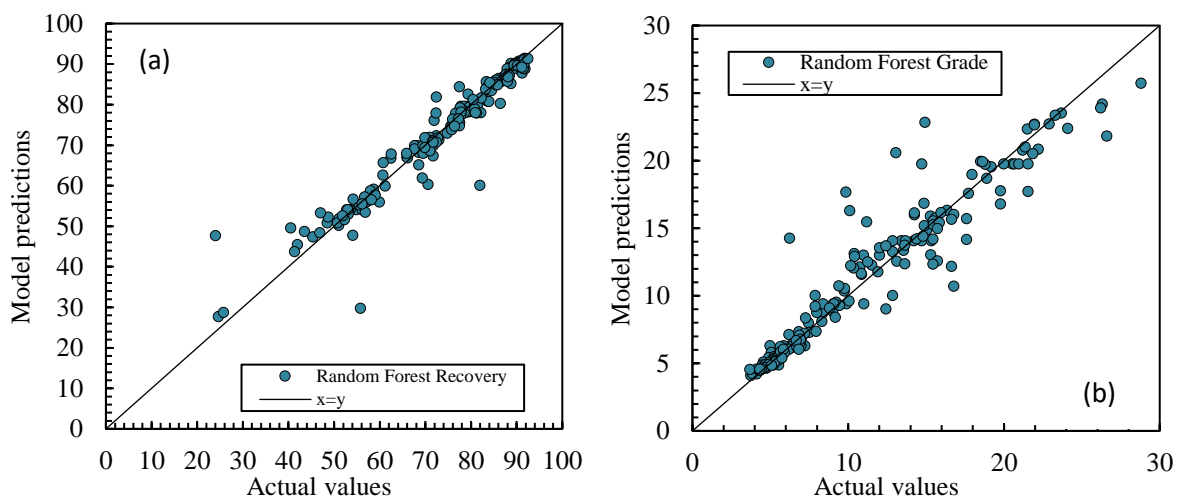 (a)
Model predictions
100
90
80
70
60
50
40
30
20
10
0
Random Forest Recovery
x=y
0 10 20 30 40 50 60 70 80 90 100
Actual values
Model predictions
30
25
20
15
10
5
0
Random Forest Grade
x=y
(b)
0 10 20 30
Actual values